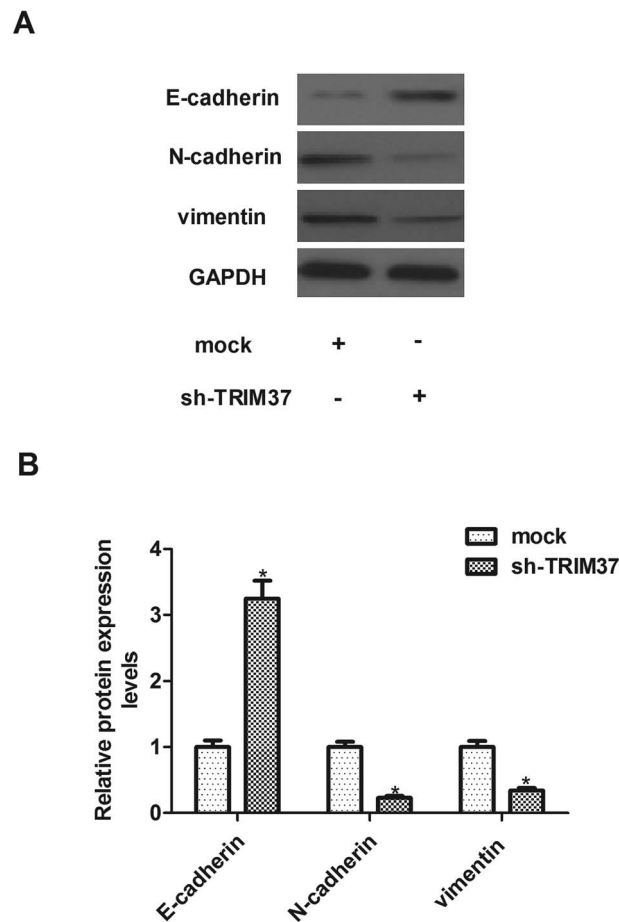 A
E-cadherin
N-cadherin
vimentin
GAPDH
mock + -
sh-TRIM37 - +
B
mock
sh-TRIM37
Relative protein expression
levels
4
3
2
1
0
*
*
*
E-cadherin
N-cadherin
vimentin